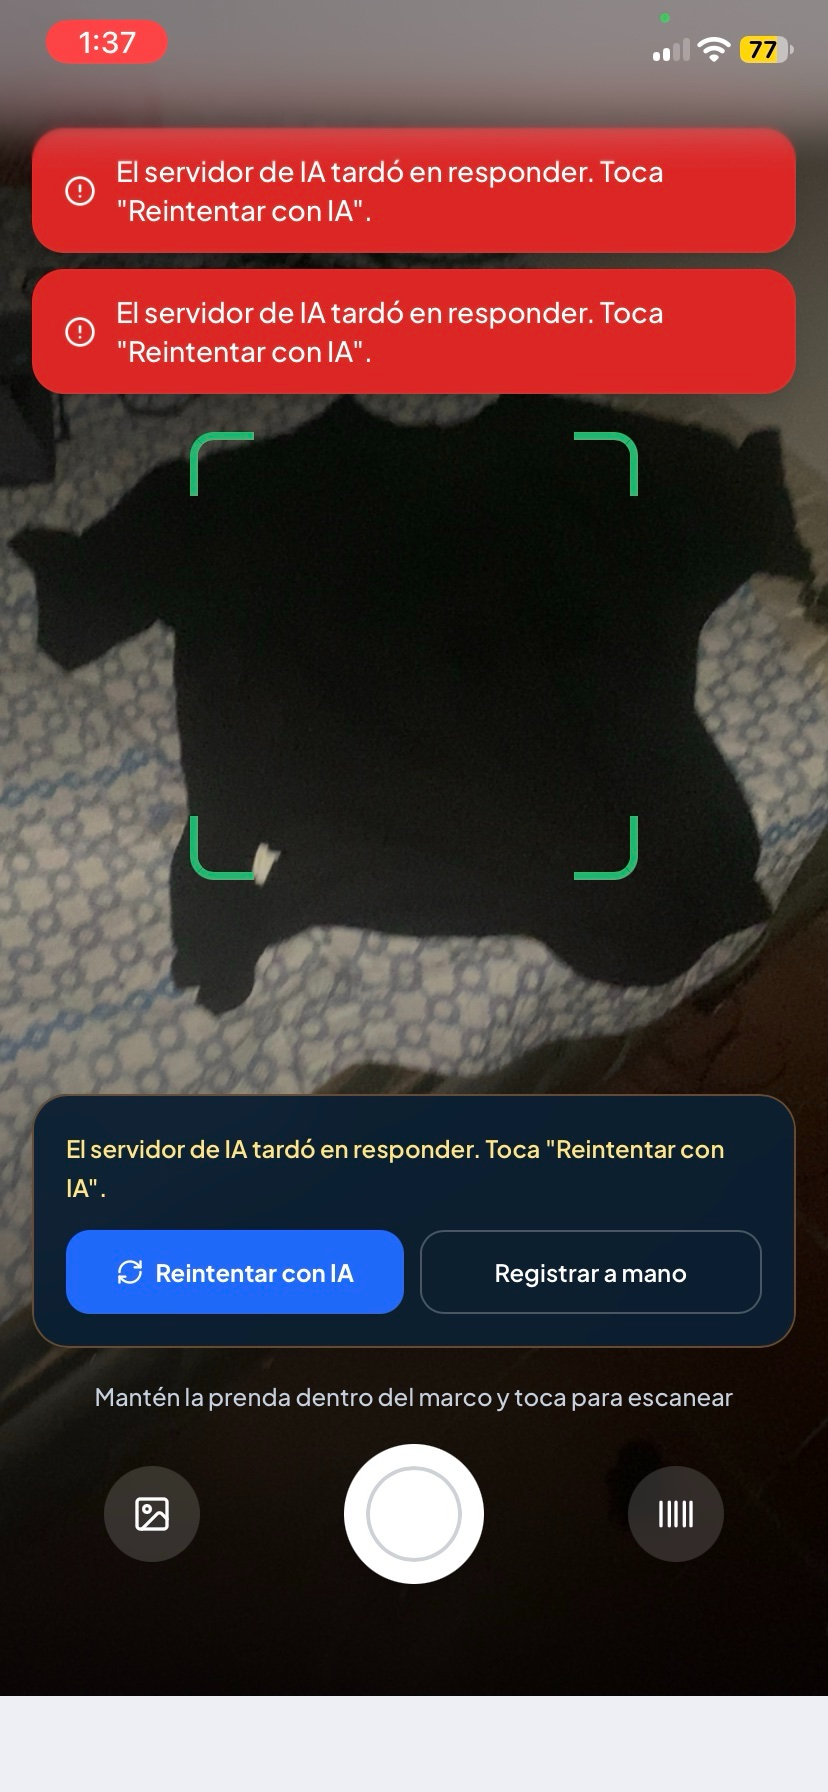 1:37
77
El servidor de IA tardó en responder. Toca
"Reintentar con IA".
El servidor de IA tardó en responder. Toca
"Reintentar con IA".
El servidor de IA tardó en responder. Toca "Reintentar con
IA".
Reintentar con IA
Registrar a mano
Mantén la prenda dentro del marco y toca para escanear